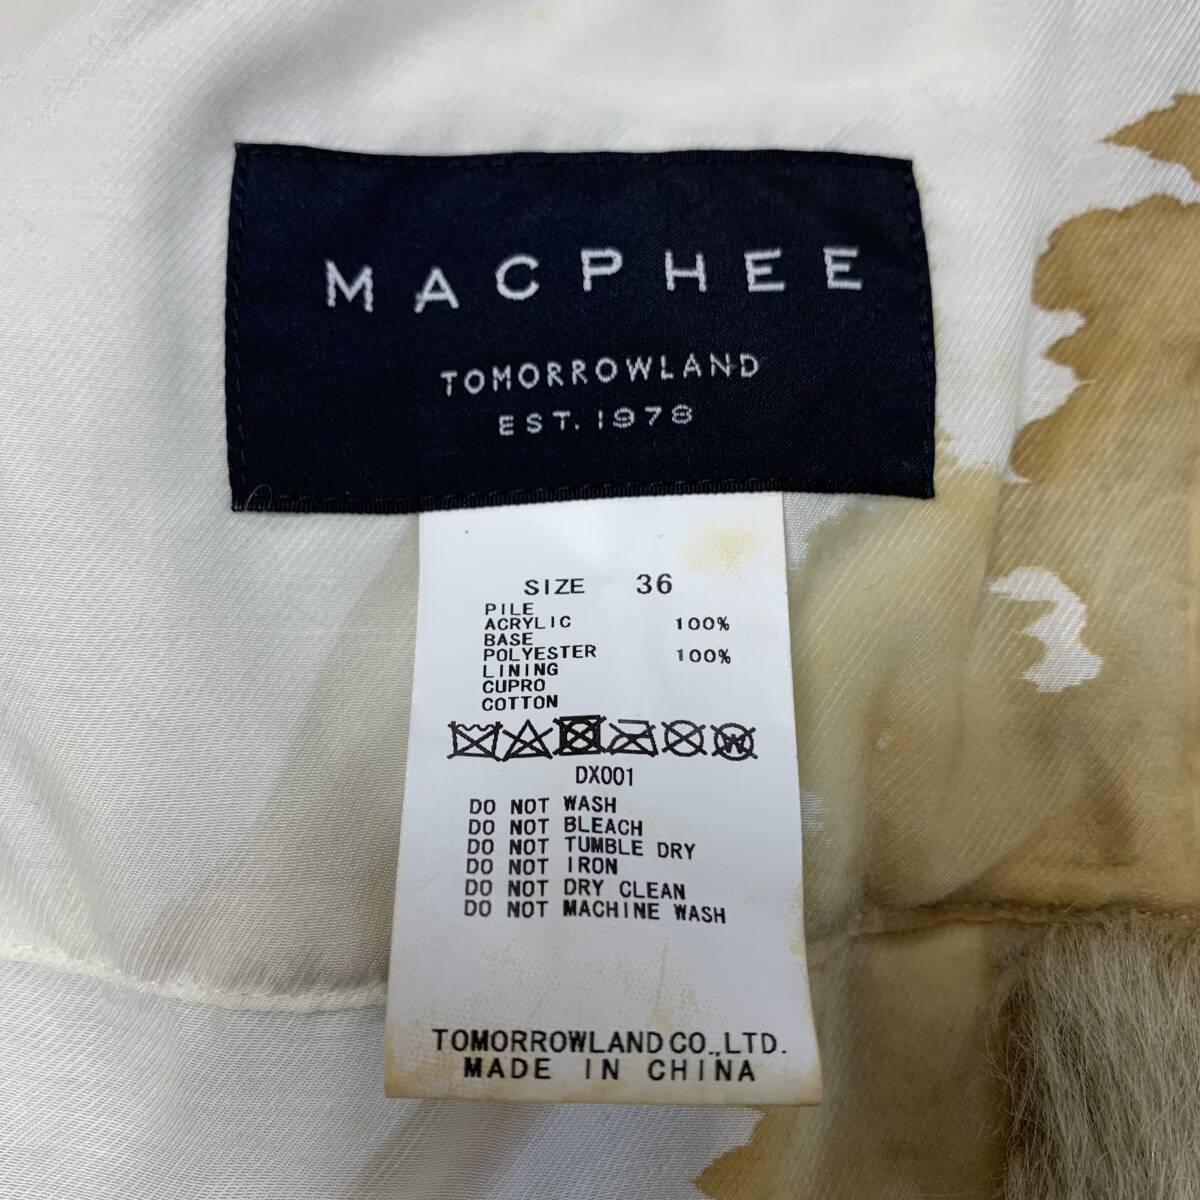 MACPHEE
TOMORROWLAND
EST. 1978
SIZE 36
PILE
ACRYLIC 100%
BASE
POLYESTER 100%
LINING
CUPRO
COTTON
W
DX001
DO NOT WASH
DO NOT BLEACH
DO NOT TUMBLE DRY
DO NOT IRON
DO NOT DRY CLEAN
DO NOT MACHINE WASH
TOMORROWLAND CO.,LTD.
MADE IN CHINA